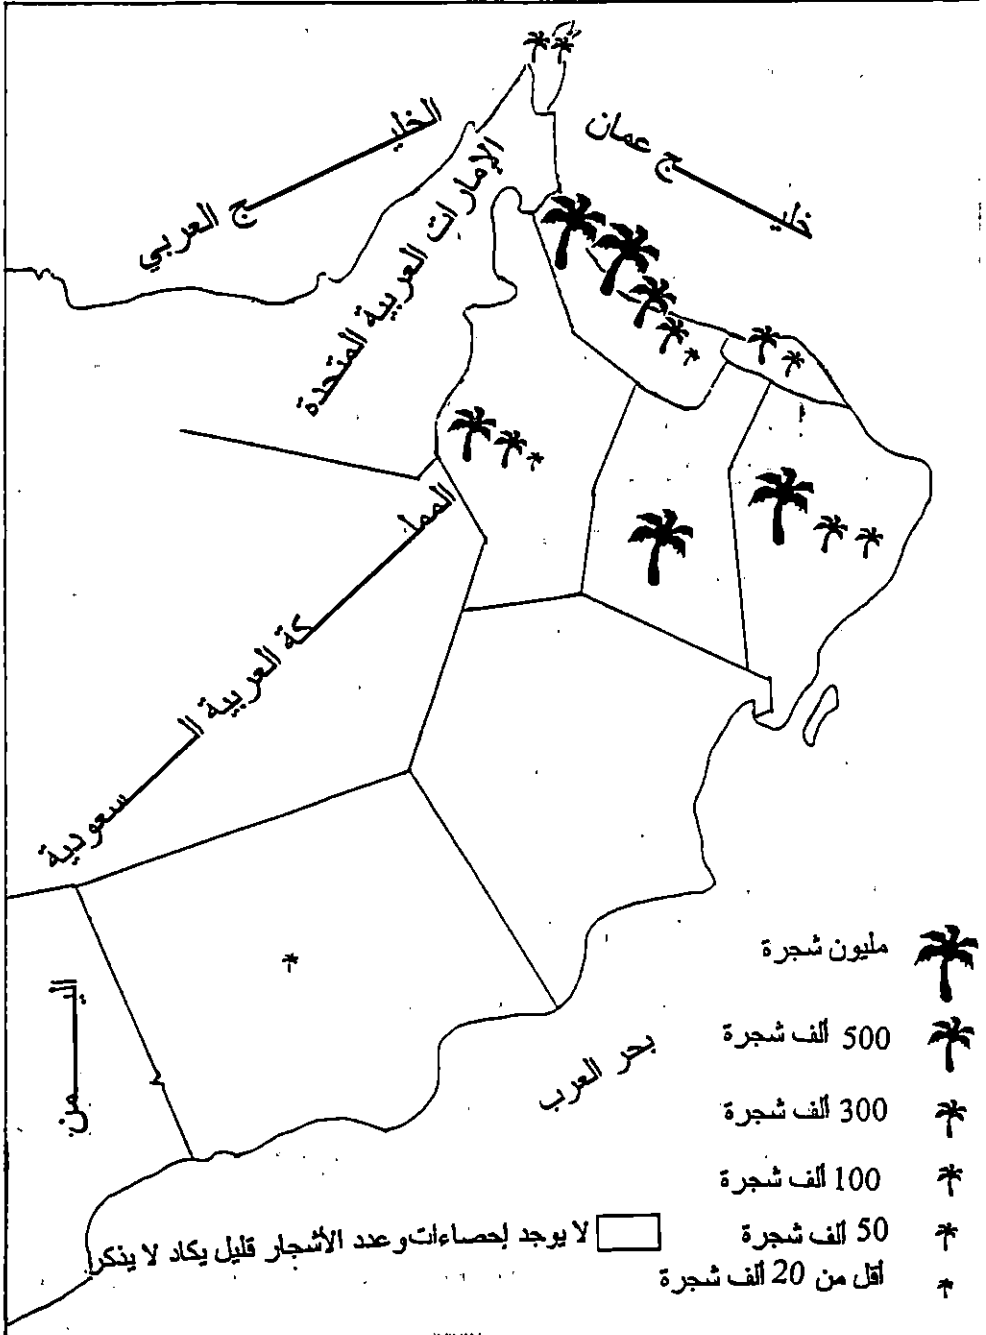 الخليج العربي
خليج عمان
الإمارات العربية المتحدة
المملكة العربية السعودية
اليمن
بحر العرب
مليون شجرة
500 ألف شجرة
300 ألف شجرة
100 ألف شجرة
50 ألف شجرة
لا يوجد إحصاءات وعدد الأشجار قليل يكاد لا يذكر
أقل من 20 ألف شجرة